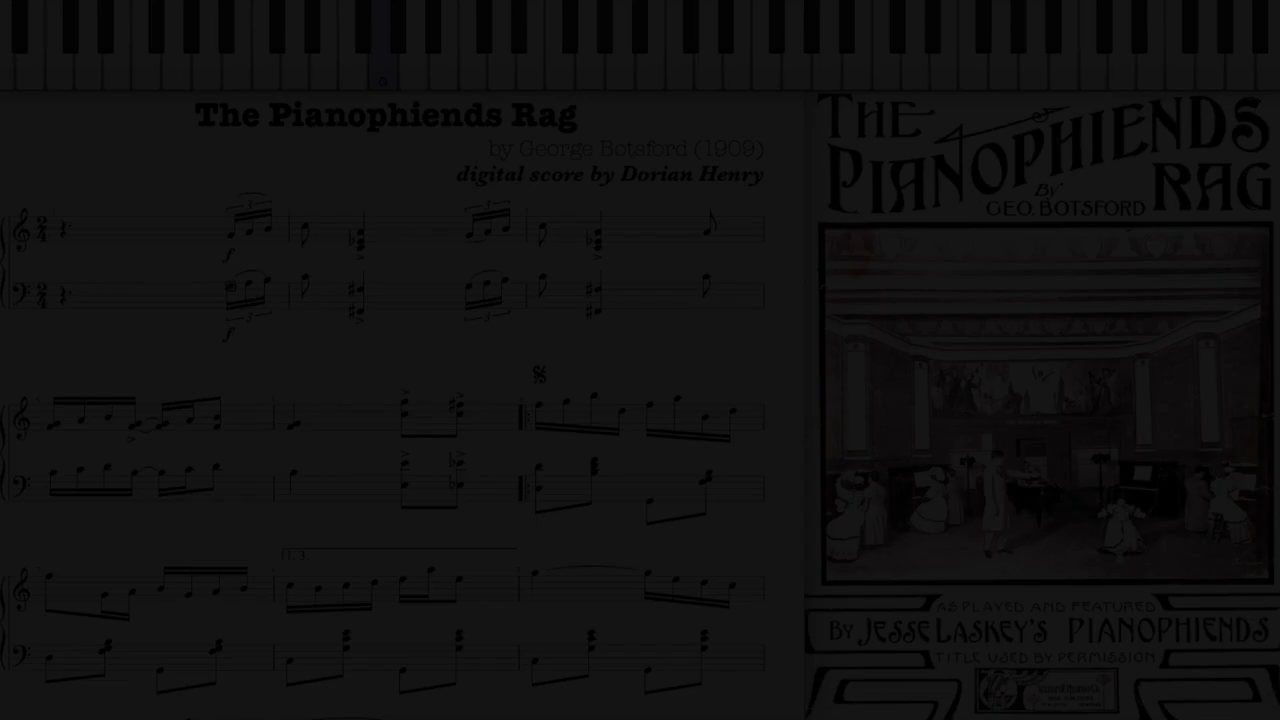 The Pianophiends Rag
by George Botsford (1909)
digital score by Dorian Henry
THE
PIANOPHIENDS
RAG
By
GEO. BOTSFORD
AS PLAYED AND FEATURED
BY JESSE LASKEY'S PIANOPHIENDS
TITLE USED BY PERMISSION